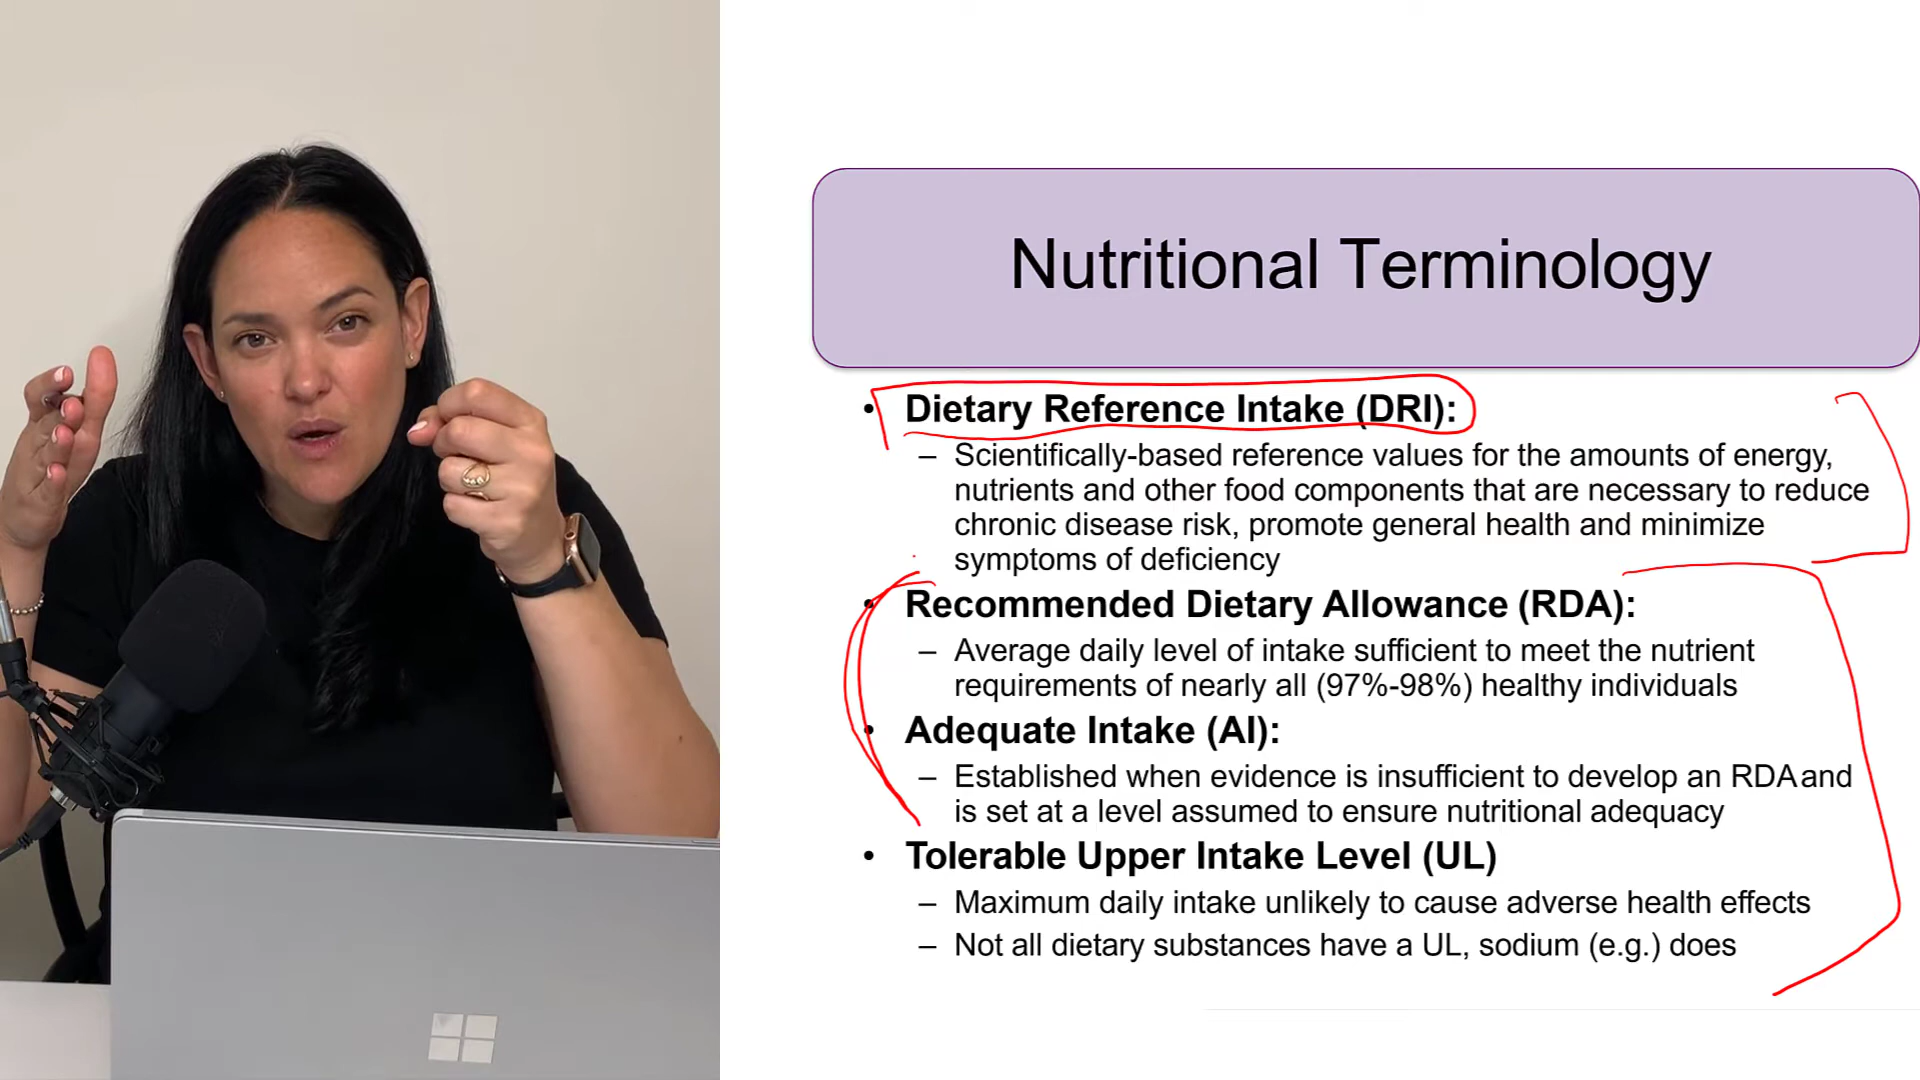 Nutritional Terminology
• Dietary Reference Intake (DRI):
– Scientifically-based reference values for the amounts of energy,
nutrients and other food components that are necessary to reduce
chronic disease risk, promote general health and minimize
symptoms of deficiency
• Recommended Dietary Allowance (RDA):
– Average daily level of intake sufficient to meet the nutrient
requirements of nearly all (97%-98%) healthy individuals
• Adequate Intake (AI):
– Established when evidence is insufficient to develop an RDA and
is set at a level assumed to ensure nutritional adequacy
• Tolerable Upper Intake Level (UL)
– Maximum daily intake unlikely to cause adverse health effects
– Not all dietary substances have a UL, sodium (e.g.) does